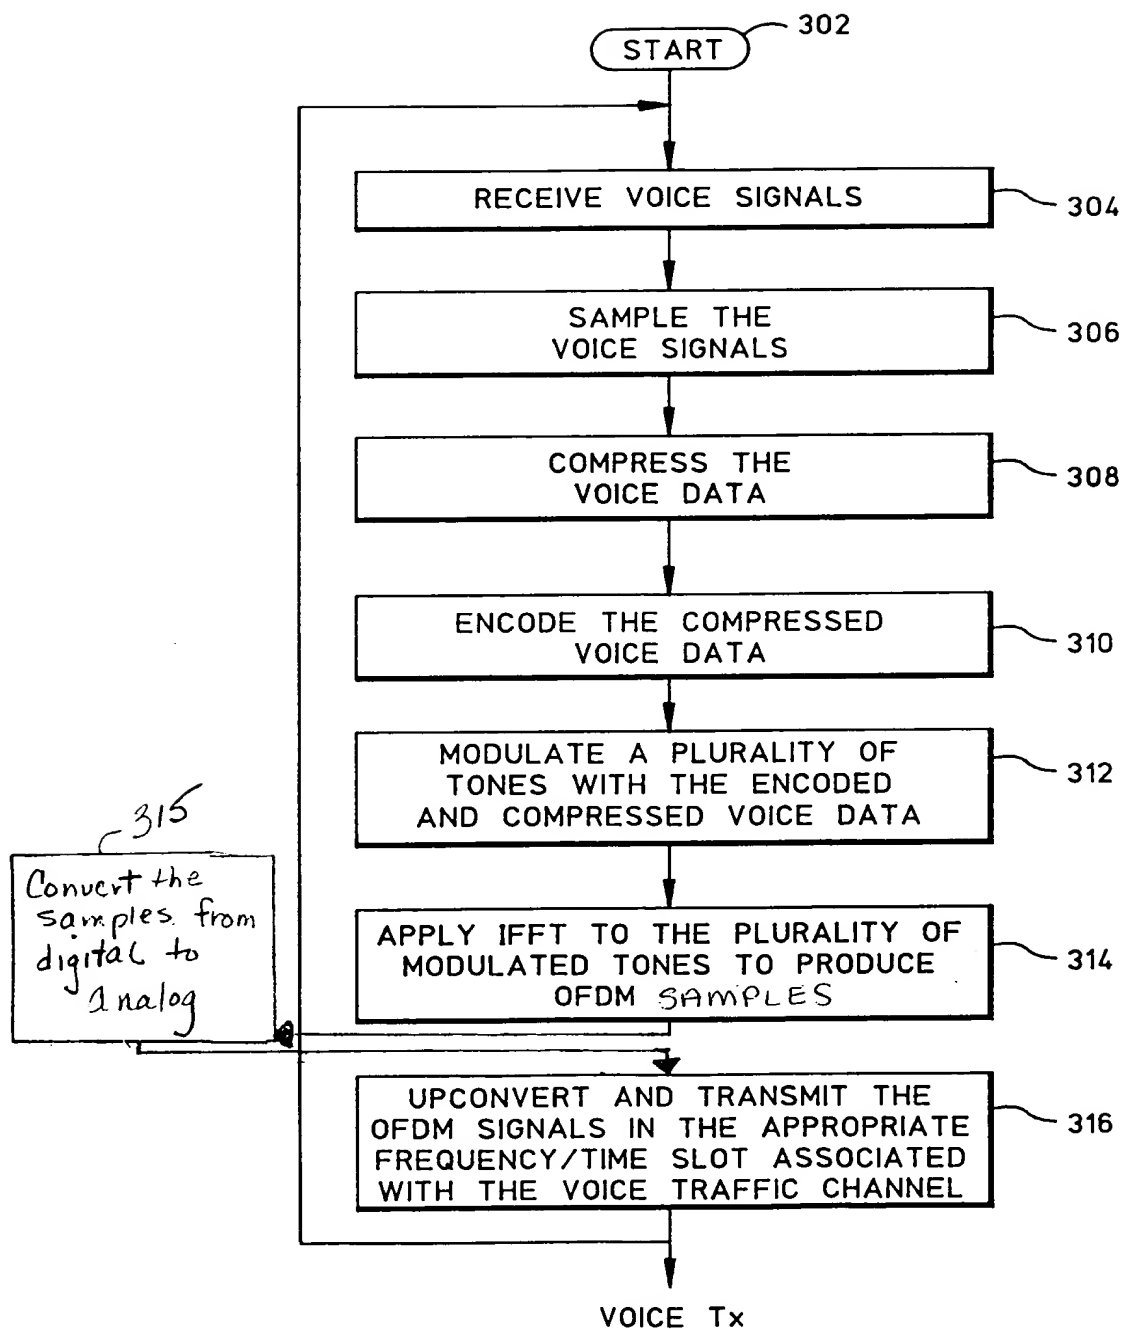 START
302
RECEIVE VOICE SIGNALS
304
SAMPLE THE
VOICE SIGNALS
306
COMPRESS THE
VOICE DATA
308
ENCODE THE COMPRESSED
VOICE DATA
310
MODULATE A PLURALITY OF
TONES WITH THE ENCODED
AND COMPRESSED VOICE DATA
312
APPLY IFFT TO THE PLURALITY OF
MODULATED TONES TO PRODUCE
OFDM SAMPLES
314
315
Convert the
samples from
digital to
analog
UPCONVERT AND TRANSMIT THE
OFDM SIGNALS IN THE APPROPRIATE
FREQUENCY/TIME SLOT ASSOCIATED
WITH THE VOICE TRAFFIC CHANNEL
316
VOICE Tx